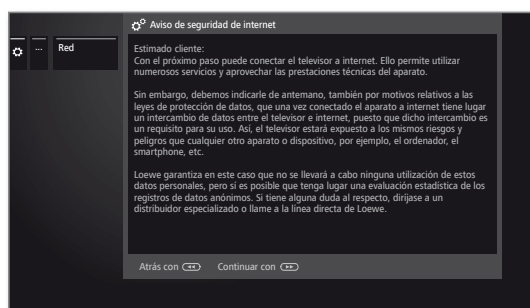 Aviso de seguridad de internet
... Red
Estimado cliente:
Con el próximo paso puede conectar el televisor a internet. Ello permite utilizar
numerosos servicios y aprovechar las prestaciones técnicas del aparato.
Sin embargo, debemos indicarle de antemano, también por motivos relativos a las
leyes de protección de datos, que una vez conectado el aparato a internet tiene lugar
un intercambio de datos entre el televisor e internet, puesto que dicho intercambio es
un requisito para su uso. Así, el televisor estará expuesto a los mismos riesgos y
peligros que cualquier otro aparato o dispositivo, por ejemplo, el ordenador, el
smartphone, etc.
Loewe garantiza en este caso que no se llevará a cabo ninguna utilización de estos
datos personales, pero sí es posible que tenga lugar una evaluación estadística de los
registros de datos anónimos. Si tiene alguna duda al respecto, diríjase a un
distribuidor especializado o llame a la línea directa de Loewe.
Atrás con Continuar con